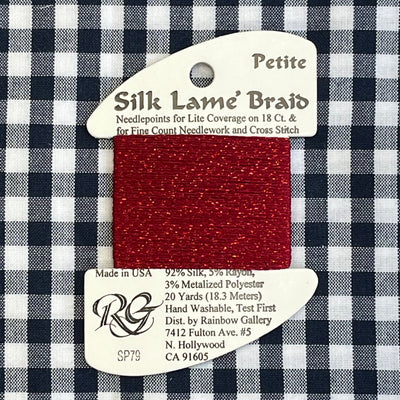 Petite
Silk Lame' Braid
Needlepoints for Lite Coverage on 18 Ct. &
for Fine Count Needlework and Cross Stitch
Made in USA
92% Silk, 5% Rayon,
3% Metalized Polyester
20 Yards (18.3 Meters)
Hand Washable, Test First
Dist. by Rainbow Gallery
7412 Fulton Ave. #5
N. Hollywood
CA 91605
RG
SP79